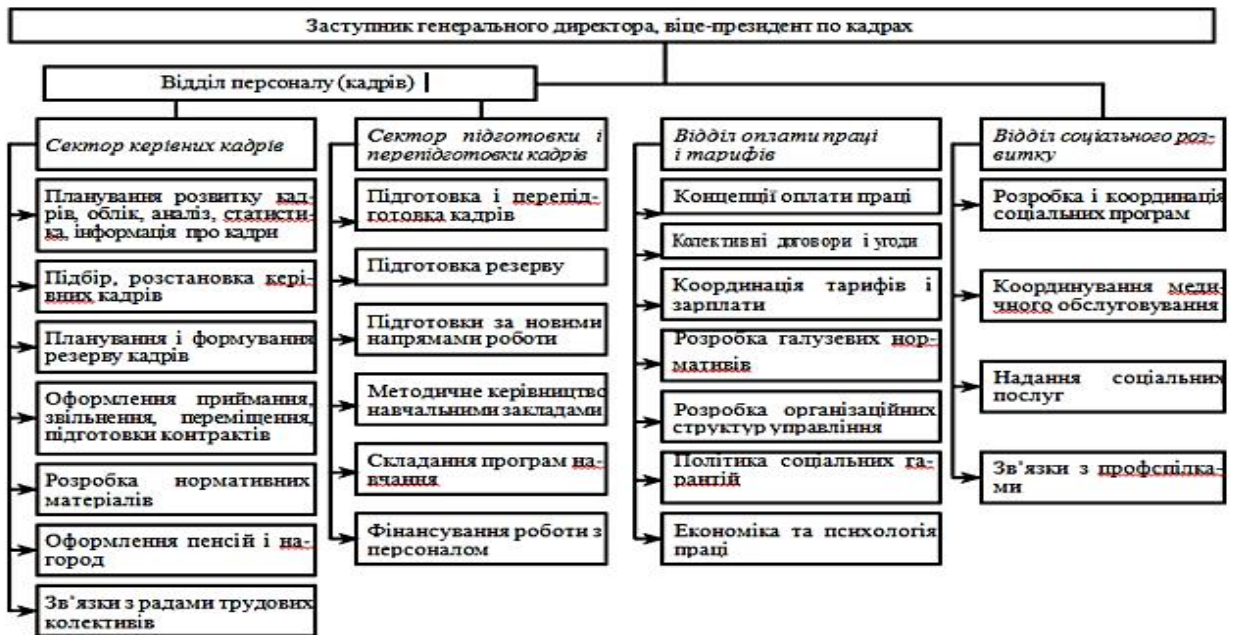 Заступник генерального директора, віце-президент по кадрах
Відділ персоналу (кадрів)
Сектор керівних кадрів
Планування розвитку кад-
рів, облік, аналіз, статисти-
ка, інформація про кадри
Підбір, розстановка кері-
вних кадрів
Планування і формування
резерву кадрів
Оформлення приймання,
звільнення, переміщення,
підготовки контрактів
Розробка нормативних
матеріалів
Оформлення пенсій і на-
город
Зв'язки з радами трудових
колективів
Сектор підготовки і
перепідготовки кадрів
Підготовка і перепід-
готовка кадрів
Підготовка резерву
Підготовки за новими
напрямами роботи
Методичне керівництво
навчальними закладами
Складання програм на-
вчання
Фінансування роботи з
персоналом
Відділ оплати праці
і тарифів
Концепції оплати праці
Колективні договори і угоди
Координація тарифів і
зарплати
Розробка галузевих нор-
мативів
Розробка організаційних
структур управління
Політика соціальних га-
рантій
Економіка та психологія
праці
Відділ соціального роз-
витку
Розробка і координація
соціальних програм
Координування меди-
чного обслуговування
Надання соціальних
послуг
Зв'язки з профспілка-
ми